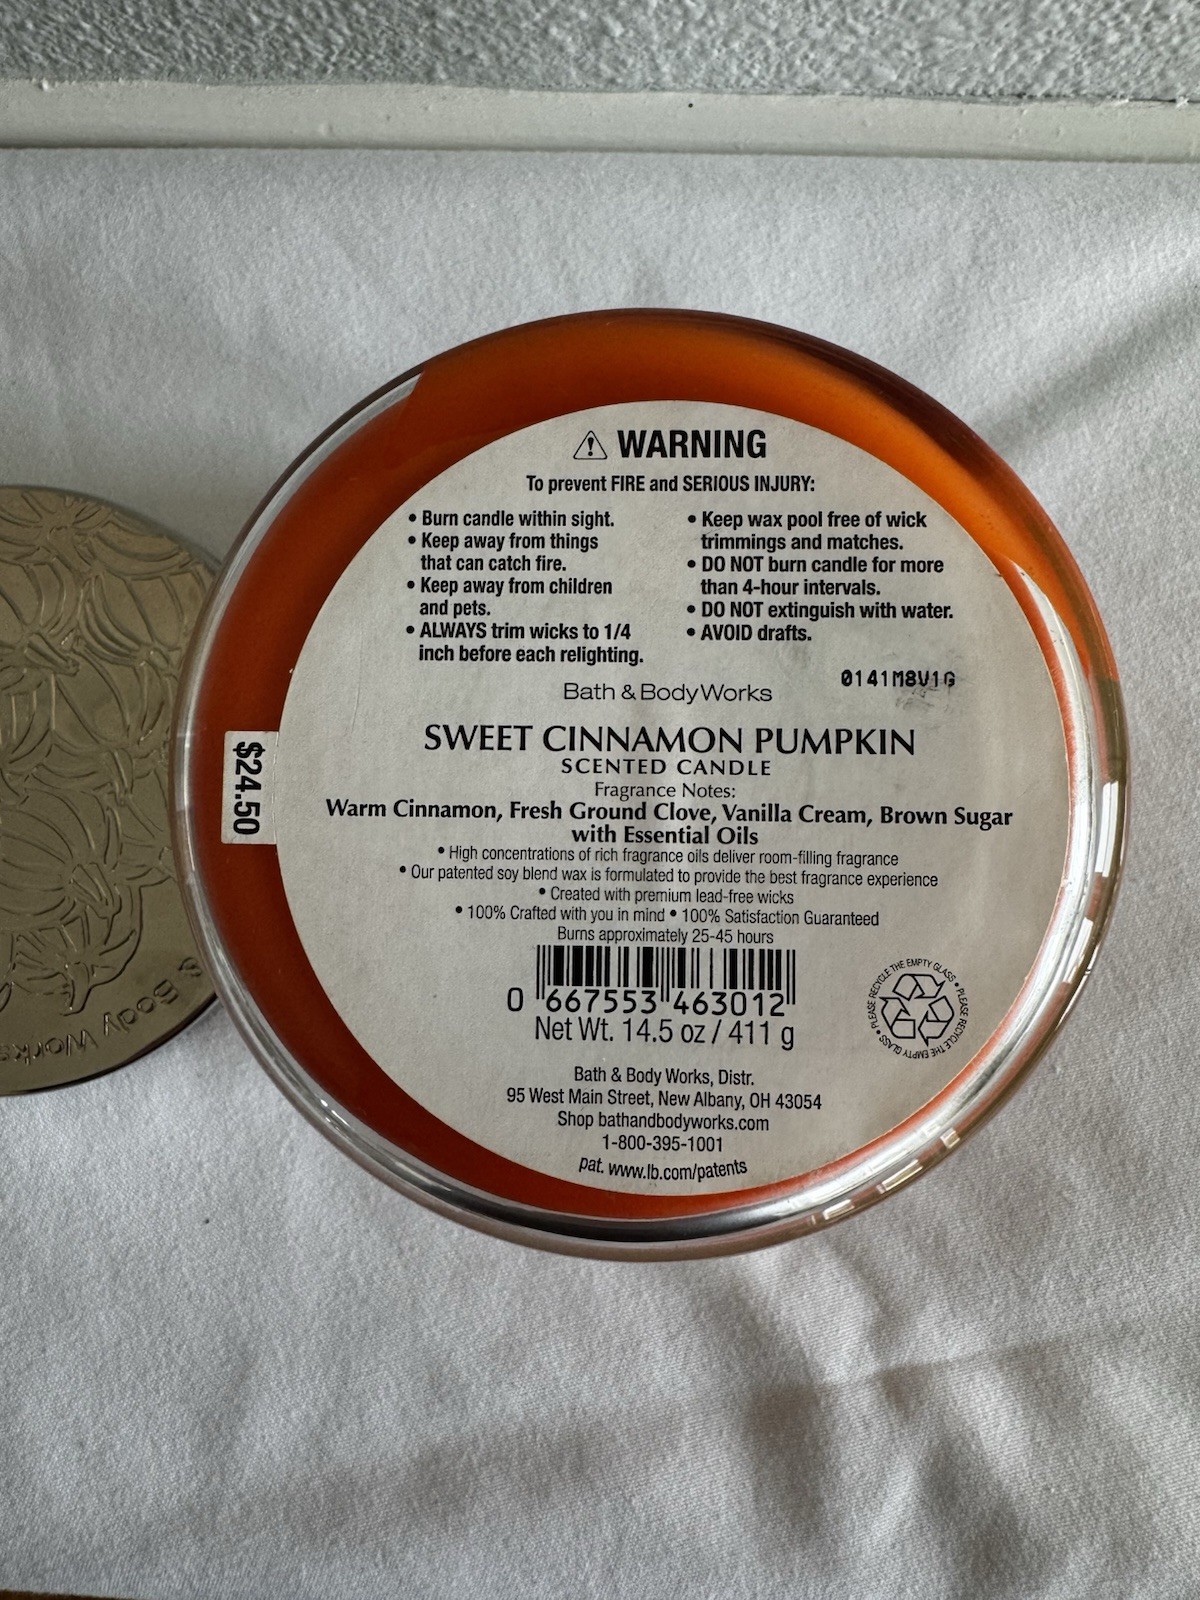 WARNING
To prevent FIRE and SERIOUS INJURY:
• Burn candle within sight.
• Keep away from things
that can catch fire.
• Keep away from children
and pets.
• ALWAYS trim wicks to 1/4
inch before each relighting.
• Keep wax pool free of wick
trimmings and matches.
• DO NOT burn candle for more
than 4-hour intervals.
• DO NOT extinguish with water.
• AVOID drafts.
0141M8V1G
Bath & Body Works
SWEET CINNAMON PUMPKIN
SCENTED CANDLE
Fragrance Notes:
Warm Cinnamon, Fresh Ground Clove, Vanilla Cream, Brown Sugar
with Essential Oils
• High concentrations of rich fragrance oils deliver room-filling fragrance
• Our patented soy blend wax is formulated to provide the best fragrance experience
• Created with premium lead-free wicks
• 100% Crafted with you in mind • 100% Satisfaction Guaranteed
Burns approximately 25-45 hours
0 667553 463012
Net Wt. 14.5 oz / 411 g
PLEASE RECYCLE THE EMPTY GLASS • PLEASE RECYCLE THE EMPTY GLASS •
Bath & Body Works, Distr.
95 West Main Street, New Albany, OH 43054
Shop bathandbodyworks.com
1-800-395-1001
pat. www.lb.com/patents
$24.50
& Body Works